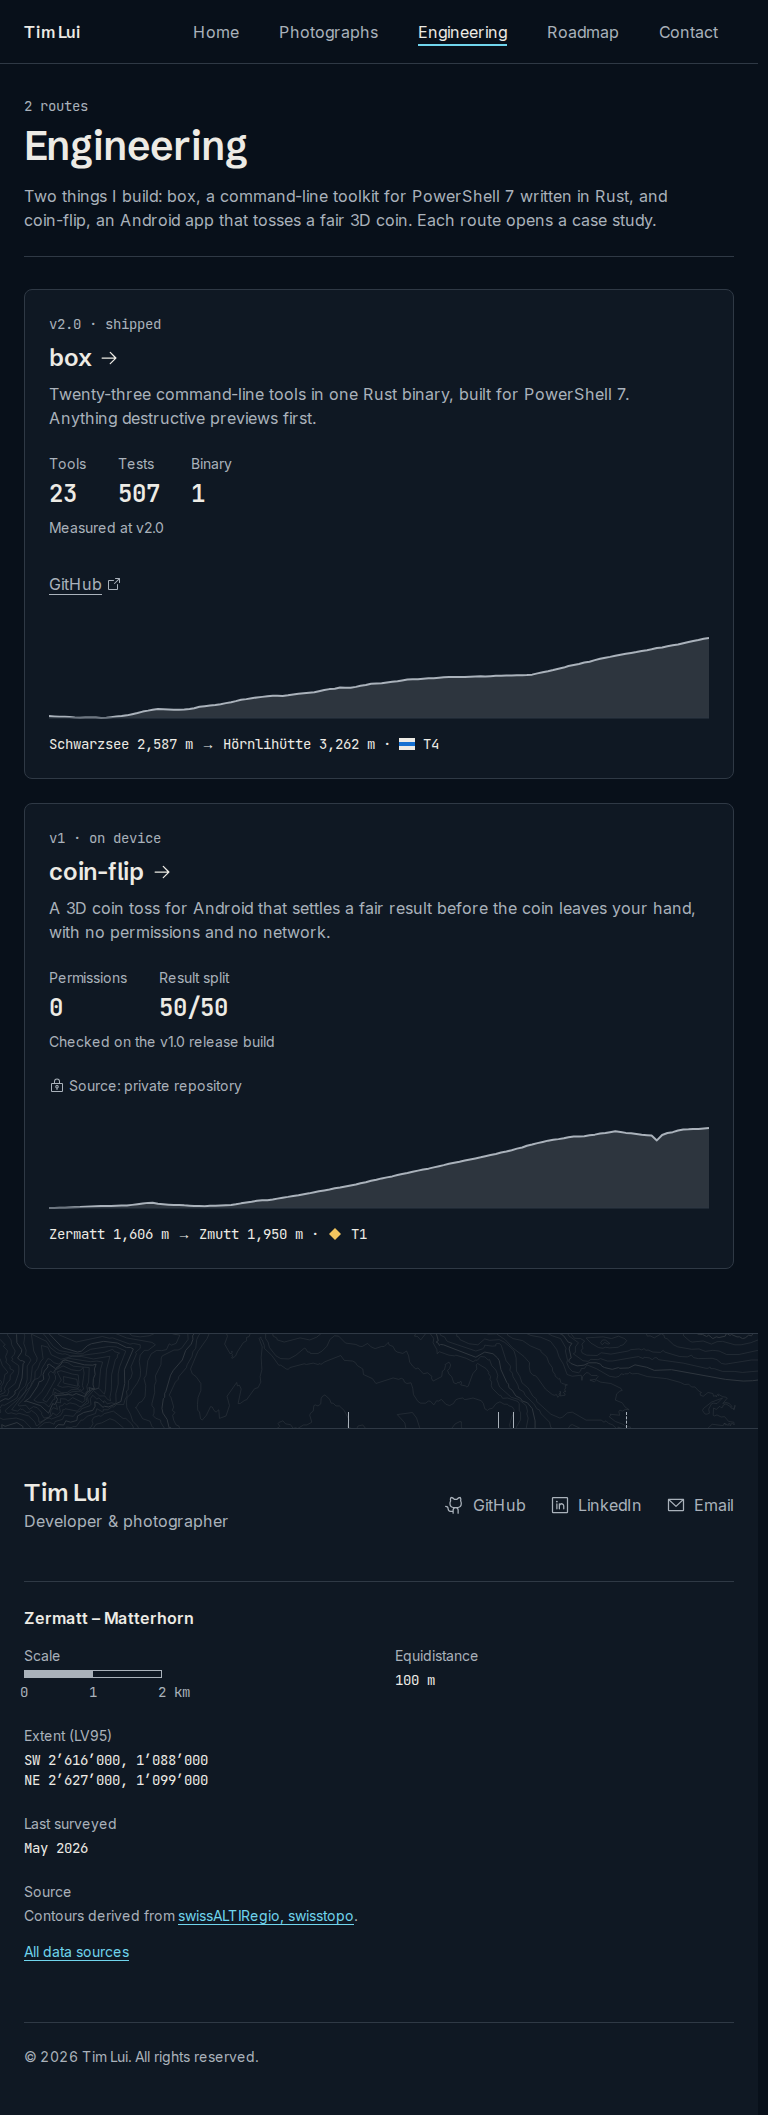 Tim Lui
Home Photographs Engineering Roadmap Contact
2 routes
Engineering
Two things I build: box, a command-line toolkit for PowerShell 7 written in Rust, and
coin-flip, an Android app that tosses a fair 3D coin. Each route opens a case study.
v2.0 · shipped
box →
Twenty-three command-line tools in one Rust binary, built for PowerShell 7.
Anything destructive previews first.
Tools Tests Binary
23 507 1
Measured at v2.0
GitHub
Schwarzsee 2,587 m → Hörnlihütte 3,262 m · T4
v1 · on device
coin-flip →
A 3D coin toss for Android that settles a fair result before the coin leaves your hand,
with no permissions and no network.
Permissions Result split
0 50/50
Checked on the v1.0 release build
Source: private repository
Zermatt 1,606 m → Zmutt 1,950 m · T1
Tim Lui
Developer & photographer
GitHub LinkedIn Email
Zermatt – Matterhorn
Scale Equidistance
0 1 2 km 100 m
Extent (LV95)
SW 2’616’000, 1’088’000
NE 2’627’000, 1’099’000
Last surveyed
May 2026
Source
Contours derived from swissALTIRegio, swisstopo.
All data sources
© 2026 Tim Lui. All rights reserved.